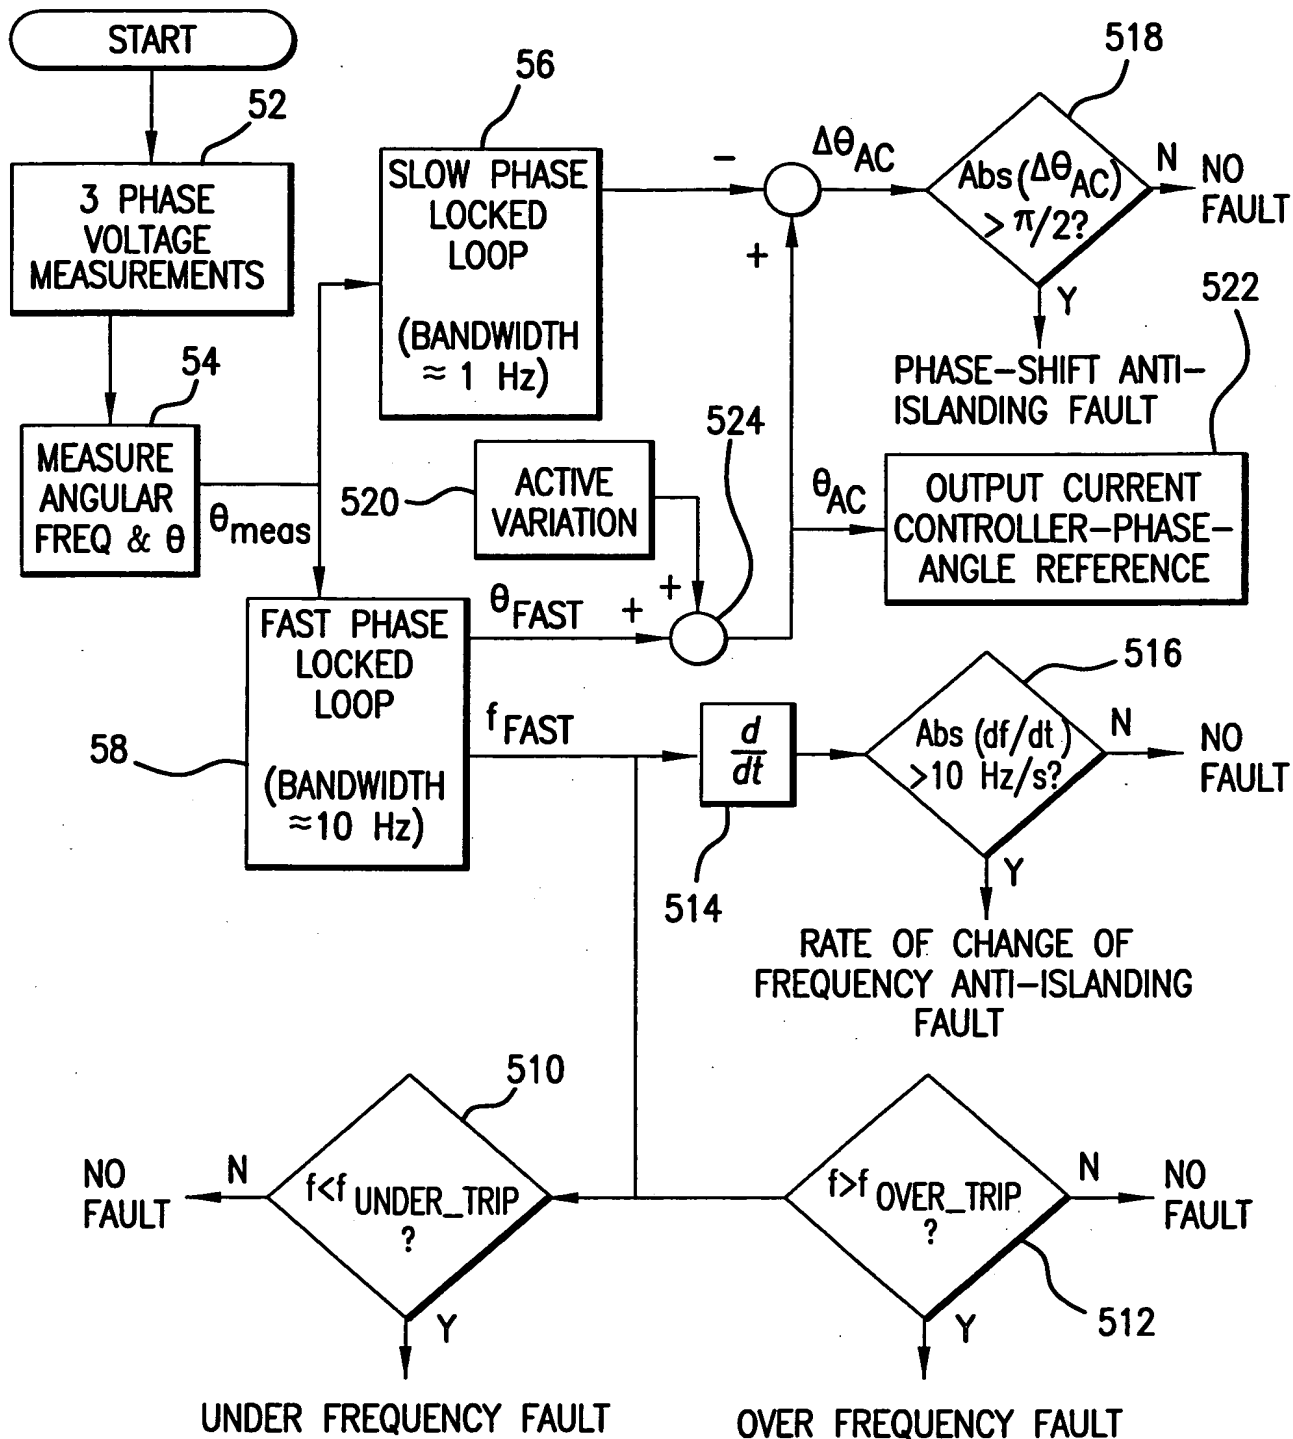 START
52
3 PHASE
VOLTAGE
MEASUREMENTS
54
MEASURE
ANGULAR
FREQ & θ
θmeas
56
SLOW PHASE
LOCKED
LOOP
(BANDWIDTH
≈ 1 Hz)
-
+
ΔθAC
518
Abs(ΔθAC)
> π/2?
N
NO
FAULT
Y
PHASE-SHIFT ANTI-
ISLANDING FAULT
522
OUTPUT CURRENT
CONTROLLER-PHASE-
ANGLE REFERENCE
θAC
524
520
ACTIVE
VARIATION
+
+
θFAST
FAST PHASE
LOCKED
LOOP
(BANDWIDTH
≈10 Hz)
58
fFAST
d
dt
514
516
Abs (df/dt)
>10 Hz/s?
N
NO
FAULT
Y
RATE OF CHANGE OF
FREQUENCY ANTI-ISLANDING
FAULT
510
f<fUNDER_TRIP
?
N
NO
FAULT
Y
UNDER FREQUENCY FAULT
f>fOVER_TRIP
?
N
NO
FAULT
512
Y
OVER FREQUENCY FAULT